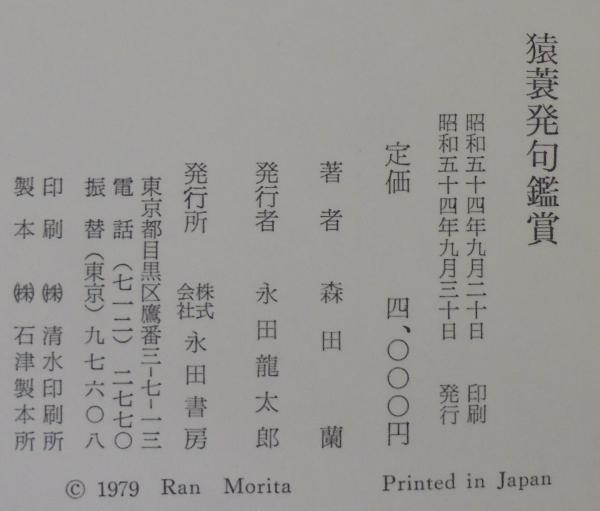 猿蓑発句鑑賞
昭和五十四年九月二十日 印刷
昭和五十四年九月三十日 発行
定価 四、〇〇〇円
著者 森田蘭
発行者 永田龍太郎
発行所 株式会社 永田書房
東京都目黒区鷹番三-七-一三
電話(七一二)二七七〇
振替(東京)九七六〇八
印刷 ㈱清水印刷所
製本 ㈱石津製本所
© 1979 Ran Morita Printed in Japan